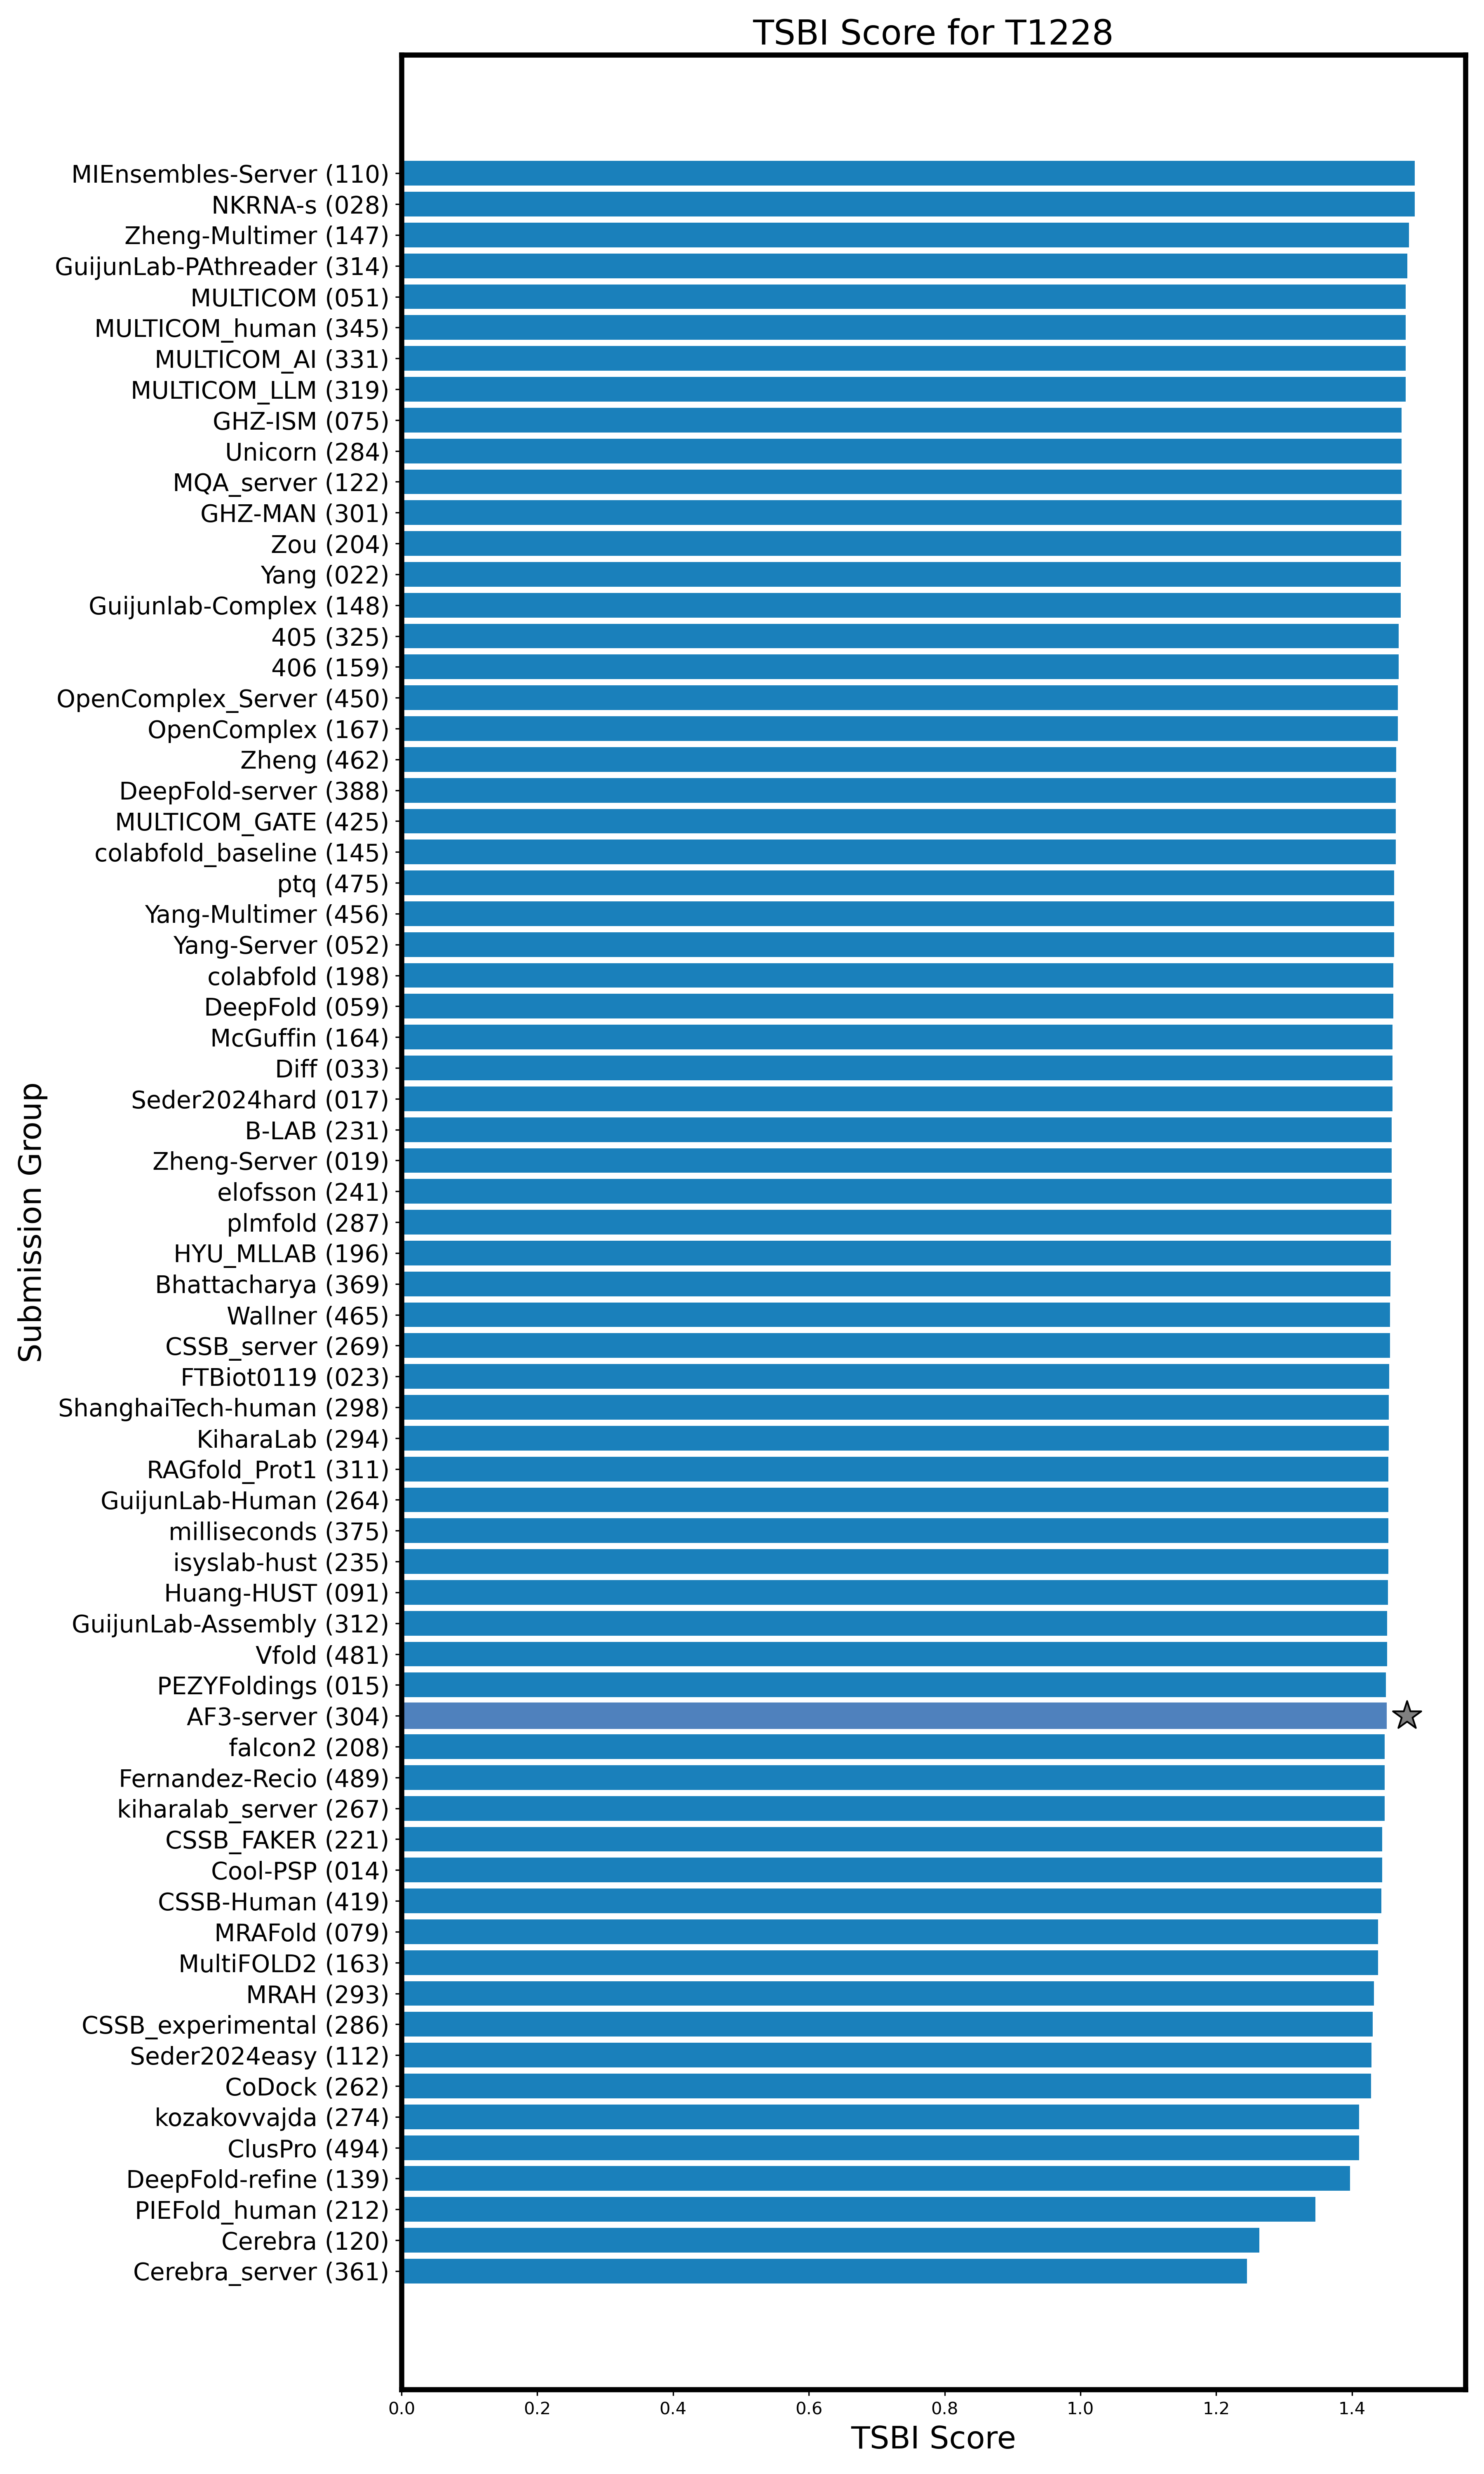 TSBI Score for T1228
MIEnsembles-Server (110)
NKRNA-s (028)
Zheng-Multimer (147)
GuijunLab-PAthreader (314)
MULTICOM (051)
MULTICOM_human (345)
MULTICOM_AI (331)
MULTICOM_LLM (319)
GHZ-ISM (075)
Unicorn (284)
MQA_server (122)
GHZ-MAN (301)
Zou (204)
Yang (022)
Guijunlab-Complex (148)
405 (325)
406 (159)
OpenComplex_Server (450)
OpenComplex (167)
Zheng (462)
DeepFold-server (388)
MULTICOM_GATE (425)
colabfold_baseline (145)
ptq (475)
Yang-Multimer (456)
Yang-Server (052)
colabfold (198)
DeepFold (059)
McGuffin (164)
Diff (033)
Seder2024hard (017)
B-LAB (231)
Zheng-Server (019)
elofsson (241)
plmfold (287)
HYU_MLLAB (196)
Bhattacharya (369)
Wallner (465)
CSSB_server (269)
FTBiot0119 (023)
ShanghaiTech-human (298)
KiharaLab (294)
RAGfold_Prot1 (311)
GuijunLab-Human (264)
milliseconds (375)
isyslab-hust (235)
Huang-HUST (091)
GuijunLab-Assembly (312)
Vfold (481)
PEZYFoldings (015)
AF3-server (304)
falcon2 (208)
Fernandez-Recio (489)
kiharalab_server (267)
CSSB_FAKER (221)
Cool-PSP (014)
CSSB-Human (419)
MRAFold (079)
MultiFOLD2 (163)
MRAH (293)
CSSB_experimental (286)
Seder2024easy (112)
CoDock (262)
kozakovvajda (274)
ClusPro (494)
DeepFold-refine (139)
PIEFold_human (212)
Cerebra (120)
Cerebra_server (361)
Submission Group
0.0 0.2 0.4 0.6 0.8 1.0 1.2 1.4
TSBI Score